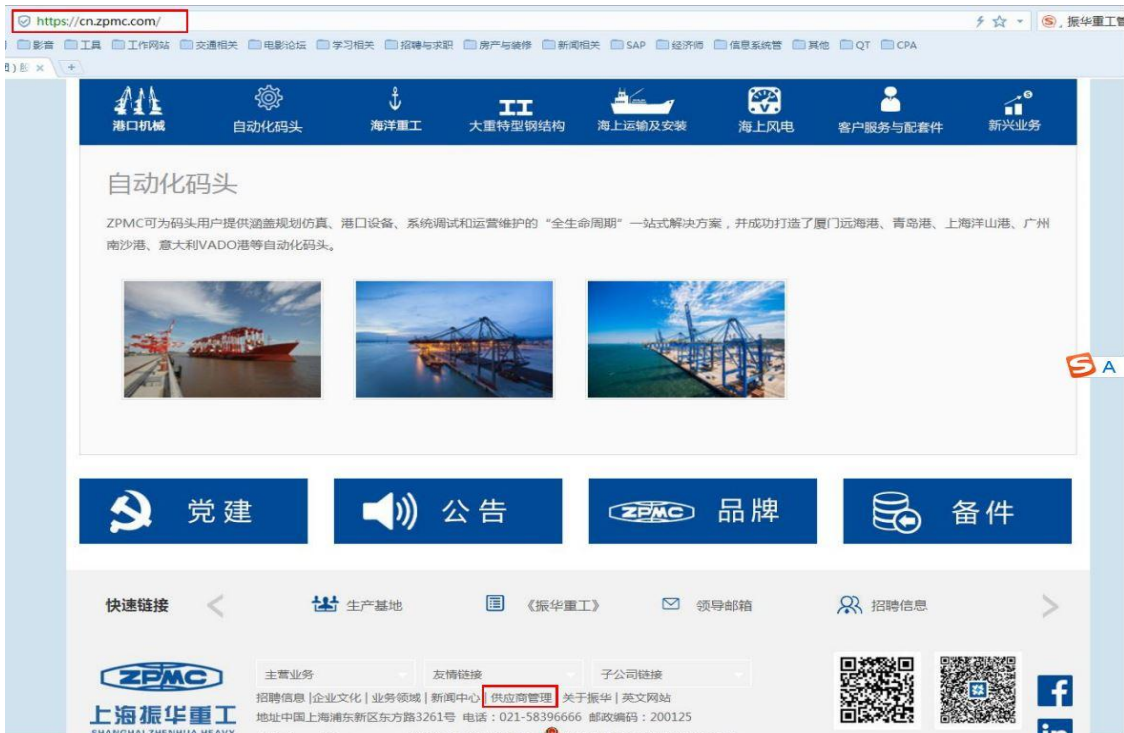 https://cn.zpmc.com/
振华重工管
影音 工具 工作网站 交通相关 电影论坛 学习相关 招聘与求职 房产与装修 新闻相关 SAP 经济师 信息系统管 其他 QT CPA
港口机械 自动化码头 海洋重工 大重特型钢结构 海上运输及安装 海上风电 客户服务与配套件 新兴业务
自动化码头
ZPMC可为码头用户提供涵盖规划仿真、港口设备、系统调试和运营维护的“全生命周期”一站式解决方案，并成功打造了厦门远海港、青岛港、上海洋山港、广州
南沙港、意大利VADO港等自动化码头。
S A
党建 公告 ZPMC 品牌 备件
快速链接 < 生产基地 《振华重工》 领导邮箱 招聘信息 >
ZPMC
上海振华重工
SHANGHAI ZHENHUA HEAVY
主营业务 友情链接 子公司链接
招聘信息 |企业文化 | 业务领域 | 新闻中心 | 供应商管理 关于振华 | 英文网站
地址中国上海浦东新区东方路3261号 电话：021-58396666 邮政编码：200125
f
in